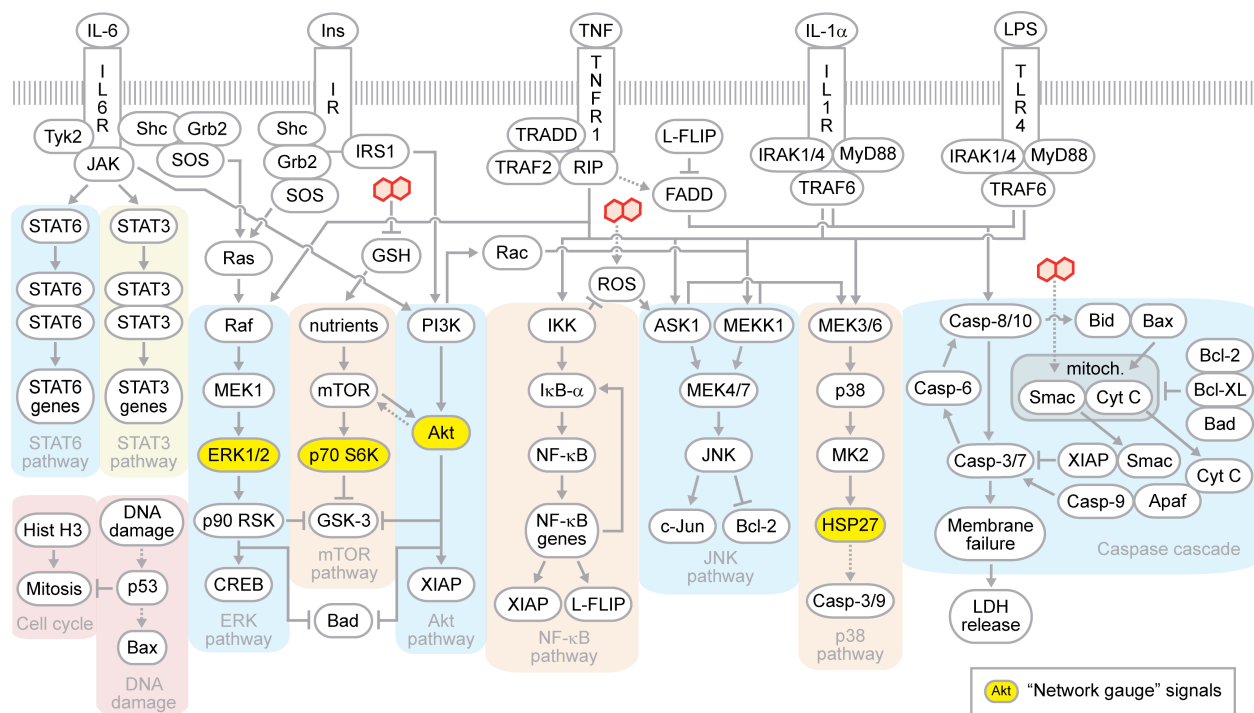 IL-6
Ins
TNF
IL-1α
LPS
IL6R
IR
TNFR1
IL1R
TLR4
Tyk2
JAK
Shc
Grb2
SOS
Shc
Grb2
SOS
IRS1
TRADD
TRAF2
RIP
L-FLIP
FADD
IRAK1/4
MyD88
TRAF6
IRAK1/4
MyD88
TRAF6
STAT6
STAT3
Ras
GSH
Rac
ROS
STAT6
STAT3
STAT6
STAT3
STAT6
genes
STAT3
genes
STAT6
pathway
STAT3
pathway
Raf
nutrients
PI3K
IKK
ASK1
MEKK1
MEK3/6
Casp-8/10
Bid
Bax
MEK1
mTOR
IκB-α
MEK4/7
p38
Casp-6
mitoch.
Smac
Cyt C
Bcl-2
Bcl-XL
Bad
ERK1/2
p70 S6K
Akt
NF-κB
JNK
MK2
Casp-3/7
XIAP
Smac
Cyt C
Casp-9
Apaf
p90 RSK
GSK-3
NF-κB
genes
c-Jun
Bcl-2
HSP27
Membrane
failure
Caspase cascade
mTOR
pathway
JNK
pathway
Hist H3
DNA
damage
Mitosis
p53
Cell cycle
Bax
DNA
damage
CREB
Bad
XIAP
XIAP
L-FLIP
Casp-3/9
LDH
release
ERK
pathway
Akt
pathway
NF-κB
pathway
p38
pathway
Akt
“Network gauge” signals